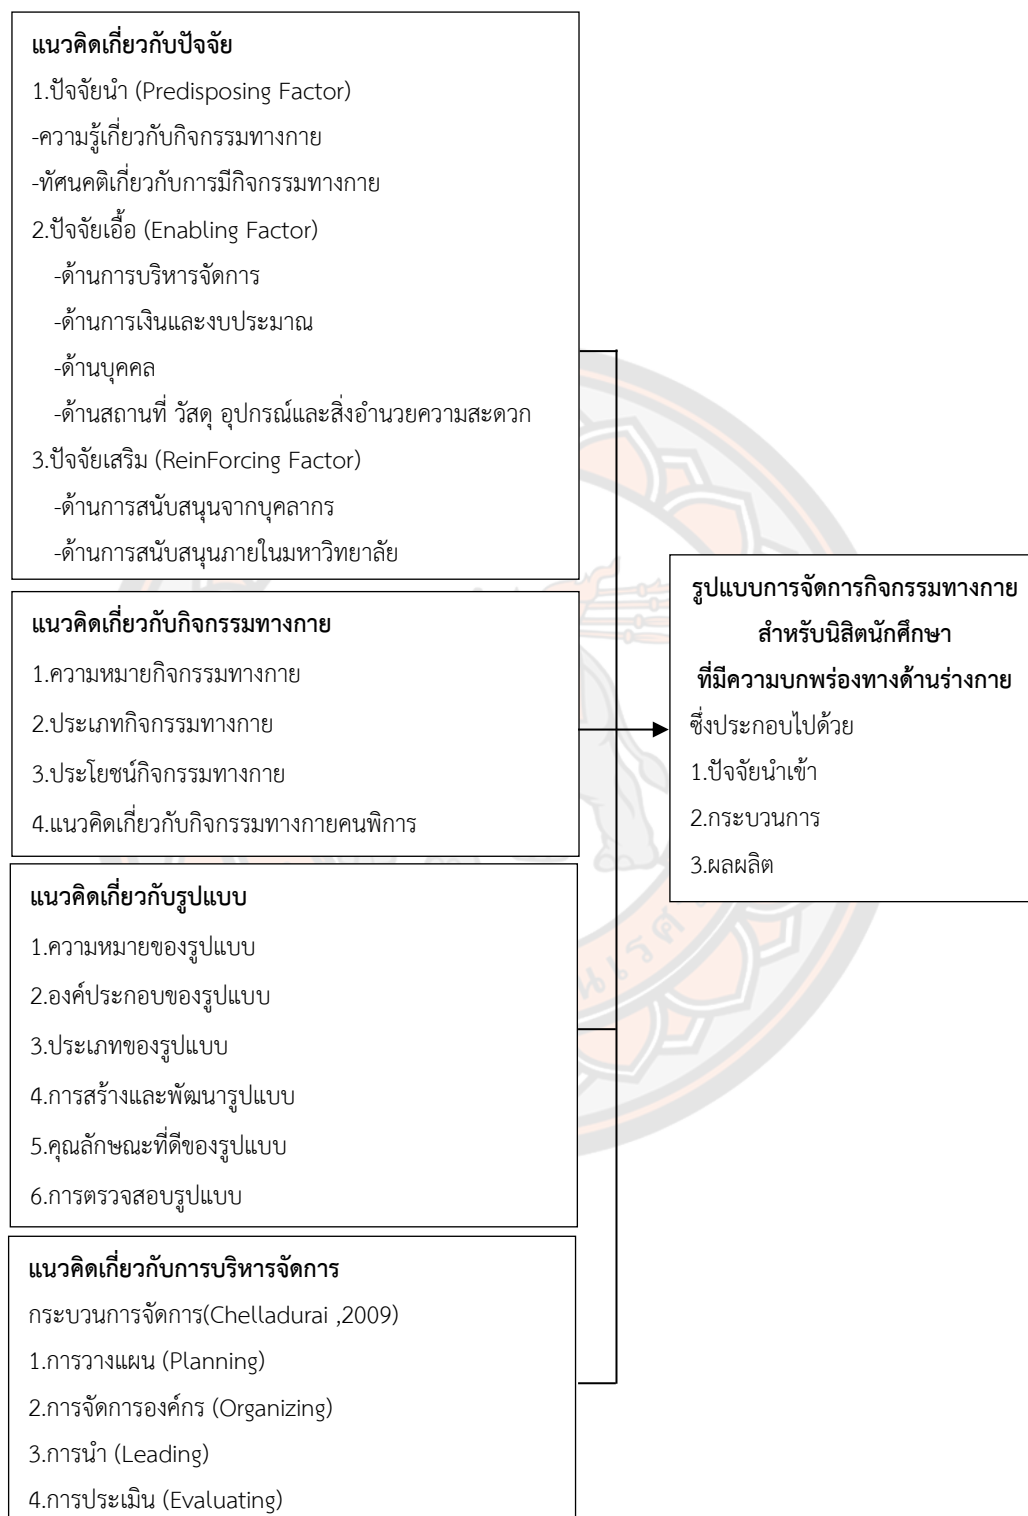 แนวคิดเกี่ยวกับปัจจัย
1.ปัจจัยนำ (Predisposing Factor)
-ความรู้เกี่ยวกับกิจกรรมทางกาย
-ทัศนคติเกี่ยวกับการมีกิจกรรมทางกาย
2.ปัจจัยเอื้อ (Enabling Factor)
-ด้านการบริหารจัดการ
-ด้านการเงินและงบประมาณ
-ด้านบุคคล
-ด้านสถานที่ วัสดุ อุปกรณ์และสิ่งอำนวยความสะดวก
3.ปัจจัยเสริม (ReinForcing Factor)
-ด้านการสนับสนุนจากบุคลากร
-ด้านการสนับสนุนภายในมหาวิทยาลัย
แนวคิดเกี่ยวกับกิจกรรมทางกาย
1.ความหมายกิจกรรมทางกาย
2.ประเภทกิจกรรมทางกาย
3.ประโยชน์กิจกรรมทางกาย
4.แนวคิดเกี่ยวกับกิจกรรมทางกายคนพิการ
แนวคิดเกี่ยวกับรูปแบบ
1.ความหมายของรูปแบบ
2.องค์ประกอบของรูปแบบ
3.ประเภทของรูปแบบ
4.การสร้างและพัฒนารูปแบบ
5.คุณลักษณะที่ดีของรูปแบบ
6.การตรวจสอบรูปแบบ
แนวคิดเกี่ยวกับการบริหารจัดการ
กระบวนการจัดการ(Chelladurai ,2009)
1.การวางแผน (Planning)
2.การจัดการองค์กร (Organizing)
3.การนำ (Leading)
4.การประเมิน (Evaluating)
รูปแบบการจัดการกิจกรรมทางกาย
สำหรับนิสิตนักศึกษา
ที่มีความบกพร่องทางด้านร่างกาย
ซึ่งประกอบไปด้วย
1.ปัจจัยนำเข้า
2.กระบวนการ
3.ผลผลิต